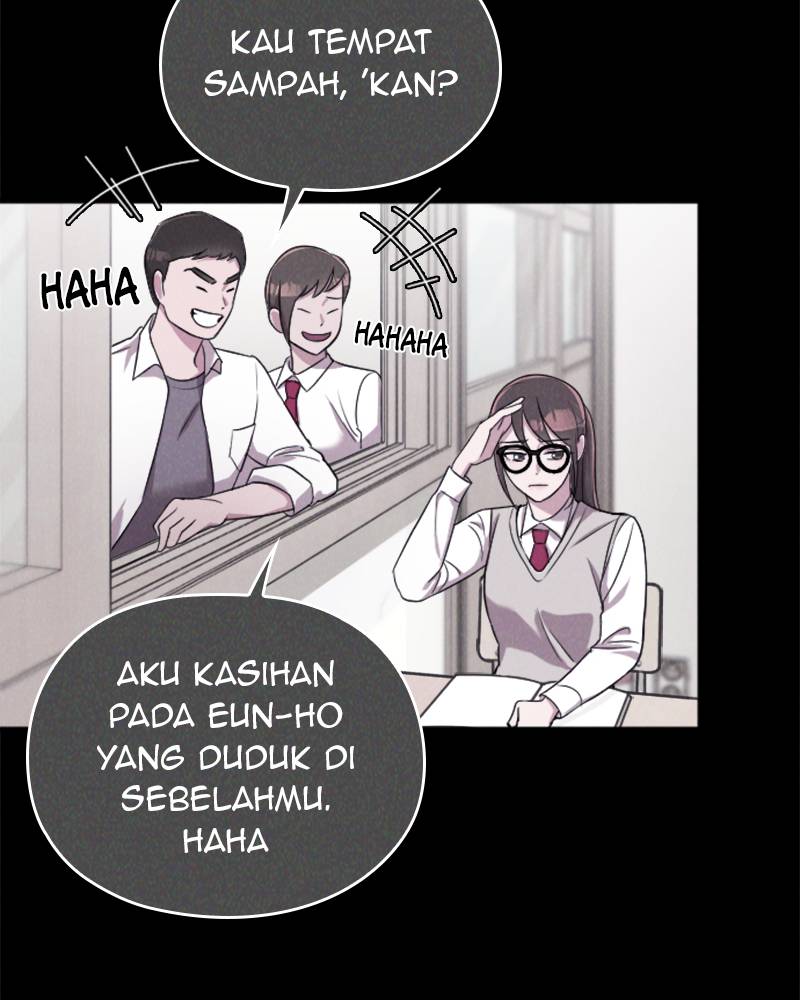 KAU TEMPAT
SAMPAH, 'KAN?
HAHA
HAHAHA
AKU KASIHAN
PADA EUN-HO
YANG DUDUK DI
SEBELAHMU.
HAHA